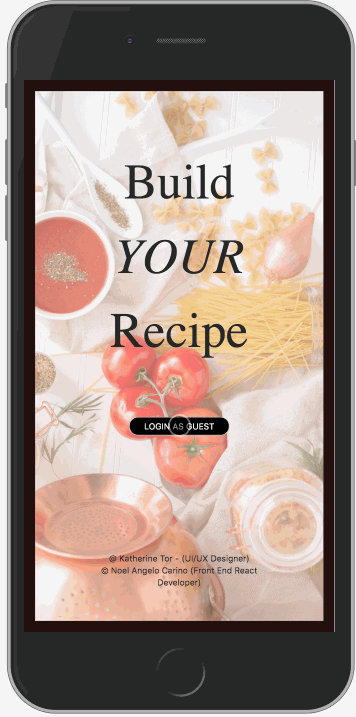 Build
YOUR
Recipe
LOGIN AS GUEST
@ Katherine Tor - (UI/UX Designer)
© Noel Angelo Carino (Front End React
Developer)